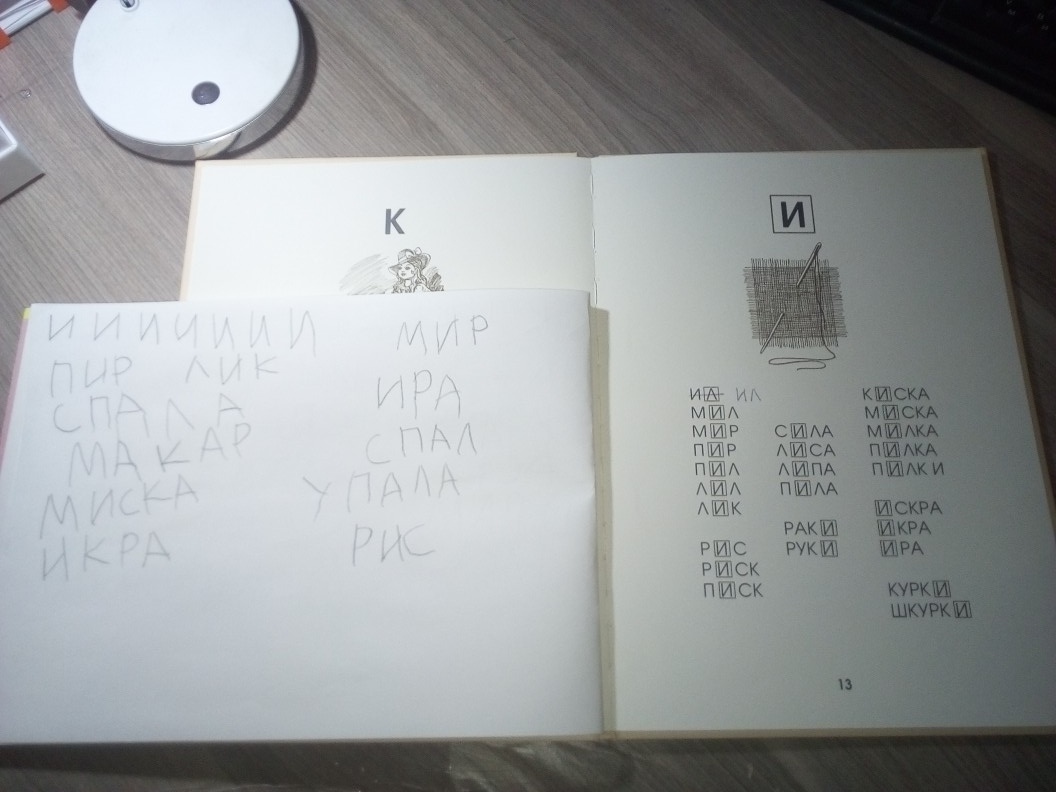 К
И И И И И И И МИР
ПИР ЛИК
ИРА
СПАЛА
СПАЛ
МАКАР
МИСКА УПАЛА
ИКРА РИС
И
ИА ИЛ КИСКА
МИЛ МИСКА
МИР СИЛА МИЛКА
ПИР ЛИСА ПИЛКА
ПИЛ ЛИПА ПИЛКИ
ЛИЛ ПИЛА
ЛИК ИСКРА
РАКИ ИКРА
РИС РУКИ ИРА
РИСК
ПИСК КУРКИ
ШКУРКИ
13